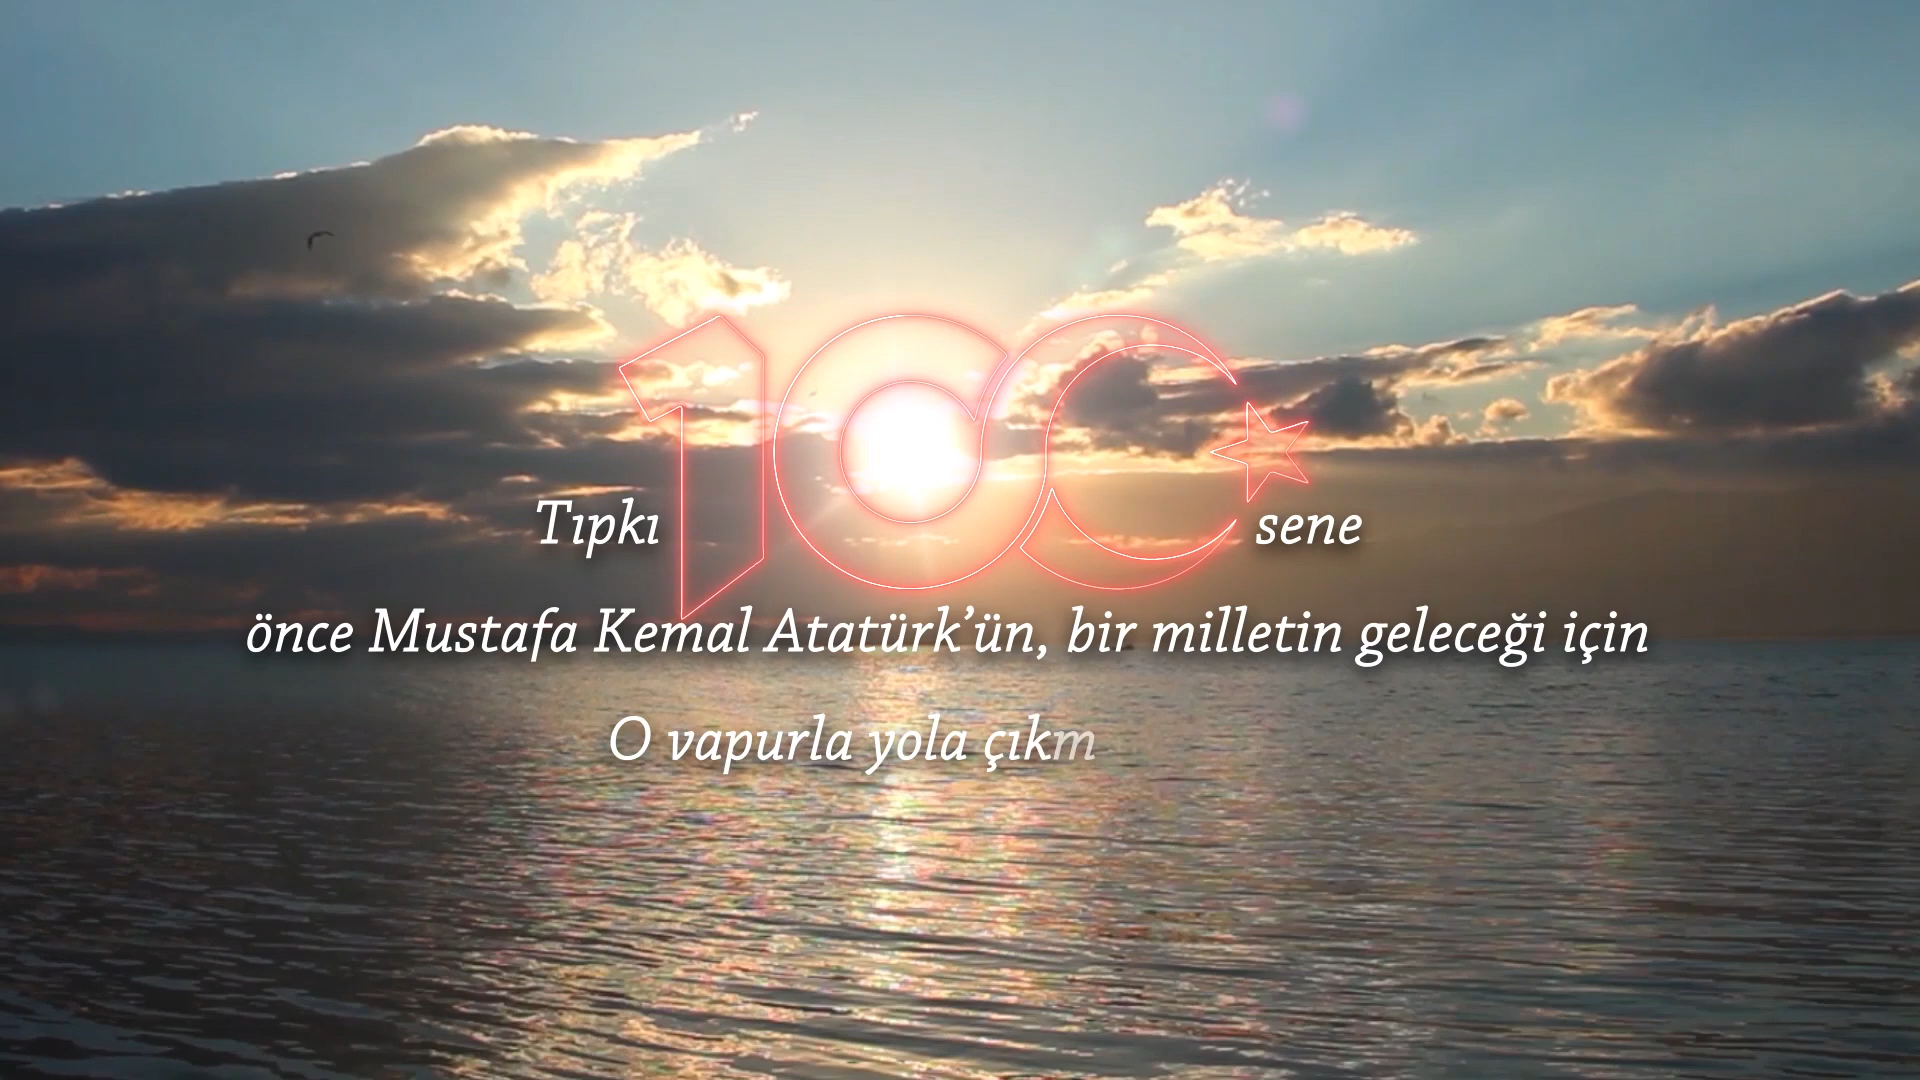 Tıpkı 100 sene
önce Mustafa Kemal Atatürk’ün, bir milletin geleceği için
O vapurla yola çıkm